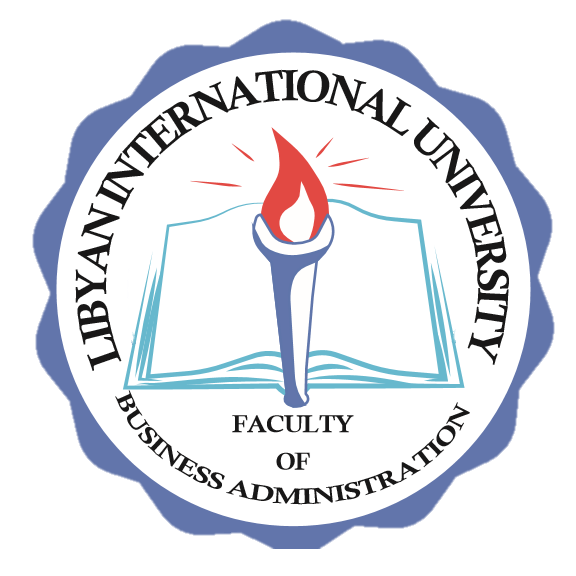 LIBYAN INTERNATIONAL UNIVERSITY
FACULTY
OF
BUSINESS ADMINISTRATION